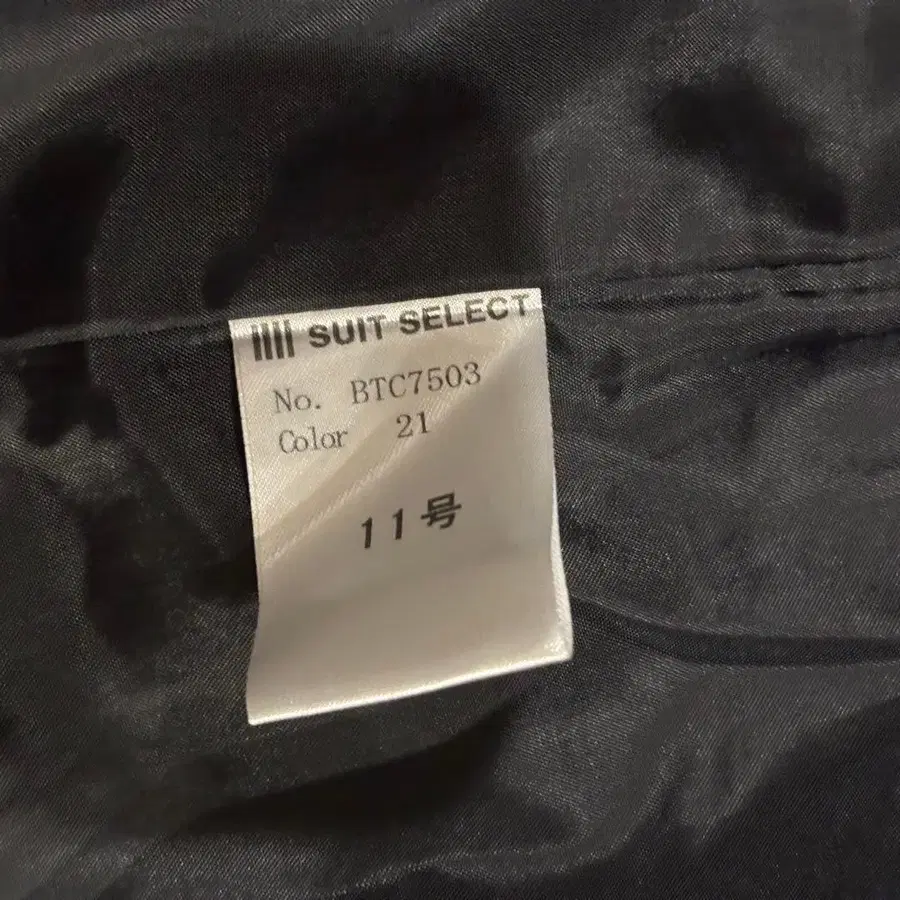 SUIT SELECT
No. BTC7503
Color 21
11号